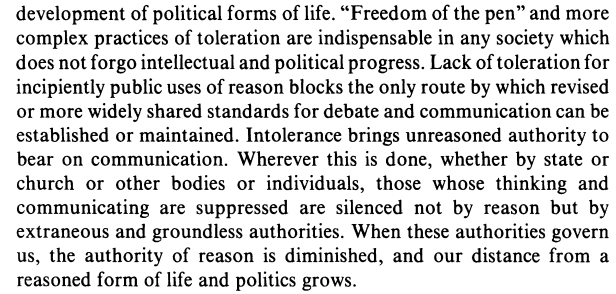 development of political forms of life. “Freedom of the pen” and more
complex practices of toleration are indispensable in any society which
does not forgo intellectual and political progress. Lack of toleration for
incipiently public uses of reason blocks the only route by which revised
or more widely shared standards for debate and communication can be
established or maintained. Intolerance brings unreasoned authority to
bear on communication. Wherever this is done, whether by state or
church or other bodies or individuals, those whose thinking and
communicating are suppressed are silenced not by reason but by
extraneous and groundless authorities. When these authorities govern
us, the authority of reason is diminished, and our distance from a
reasoned form of life and politics grows.